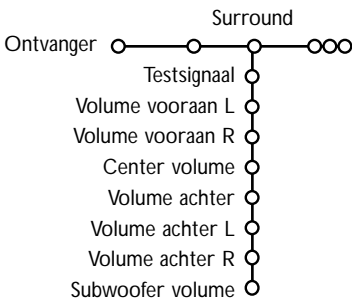 Surround
Ontvanger
Testsignaal
Volume vooraan L
Volume vooraan R
Center volume
Volume achter
Volume achter L
Volume achter R
Subwoofer volume